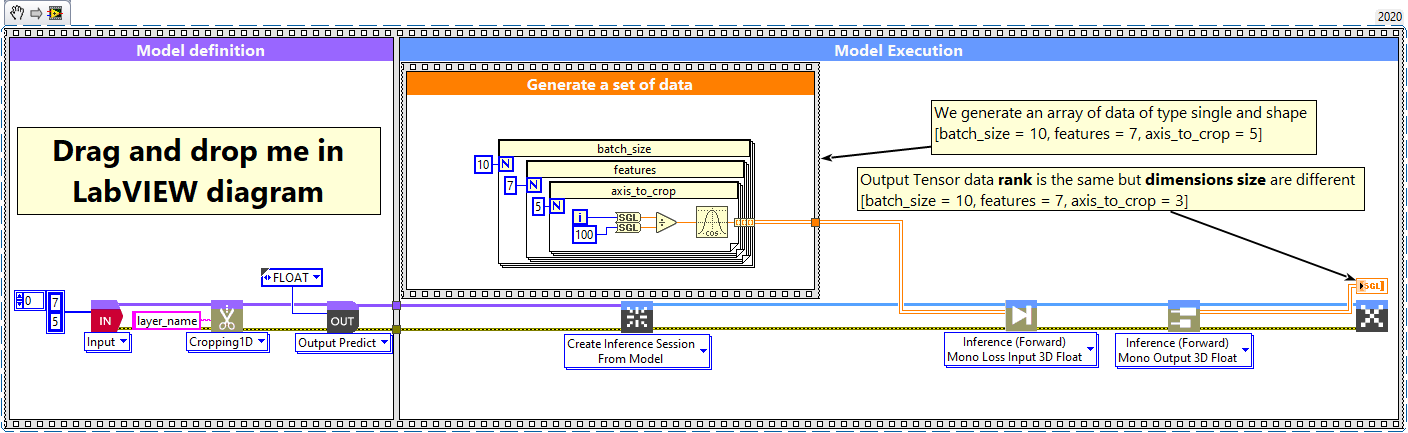 2020
Model definition
Model Execution
Generate a set of data
Drag and drop me in
LabVIEW diagram
We generate an array of data of type single and shape
[batch_size = 10, features = 7, axis_to_crop = 5]
Output Tensor data rank is the same but dimensions size are different
[batch_size = 10, features = 7, axis_to_crop = 3]
batch_size
10
N
features
7
N
axis_to_crop
5
N
i
SGL
100
SGL
÷
COS
FLOAT
0
7
5
IN
layer_name
OUT
SGL
Input
Cropping1D
Output Predict
Create Inference Session
From Model
Inference (Forward)
Mono Loss Input 3D Float
Inference (Forward)
Mono Output 3D Float